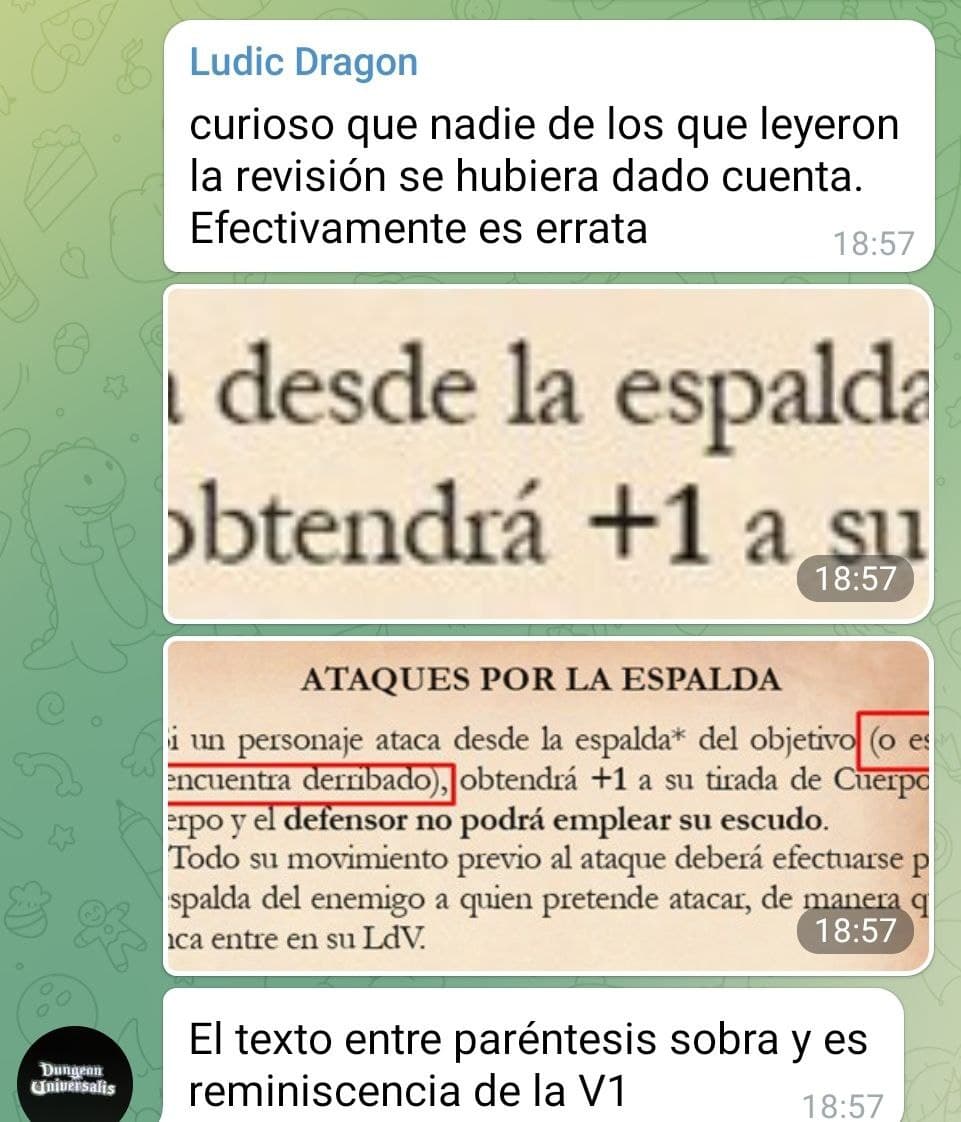 Ludic Dragon
curioso que nadie de los que leyeron
la revisión se hubiera dado cuenta.
Efectivamente es errata
18:57
desde la espalda
obtendrá +1 a su
18:57
ATAQUES POR LA ESPALDA
i un personaje ataca desde la espalda* del objetivo (o es
encuentra derribado), obtendrá +1 a su tirada de Cuerpo
erpo y el defensor no podrá emplear su escudo.
Todo su movimiento previo al ataque deberá efectuarse p
spalda del enemigo a quien pretende atacar, de manera q
ca entre en su LdV.
18:57
El texto entre paréntesis sobra y es
reminiscencia de la V1
18:57
Dungeon
Universalis